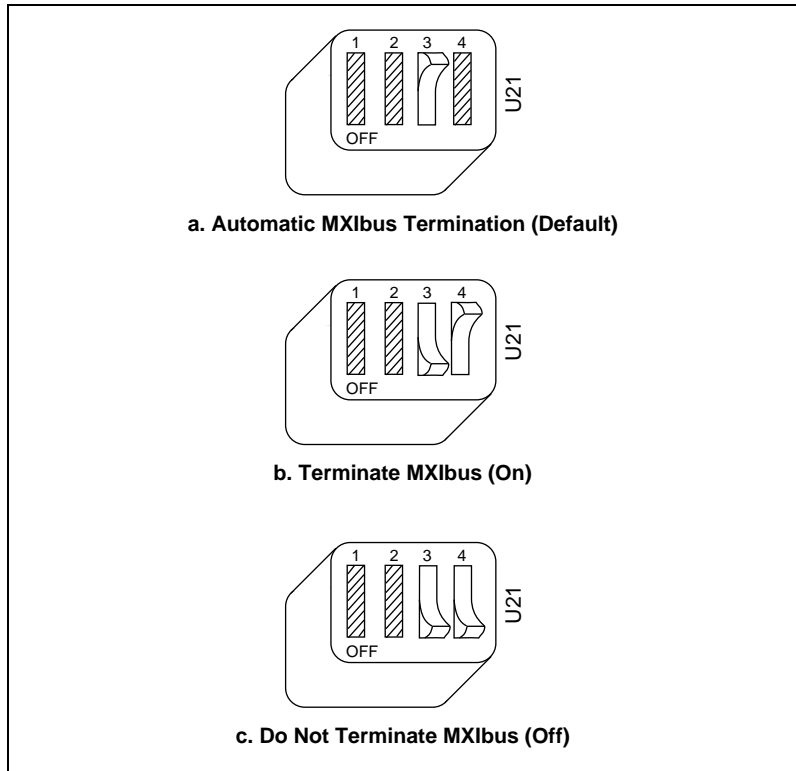 1 2 3 4
U21
OFF
a. Automatic MXIbus Termination (Default)
1 2 3 4
U21
OFF
b. Terminate MXIbus (On)
1 2 3 4
U21
OFF
c. Do Not Terminate MXIbus (Off)